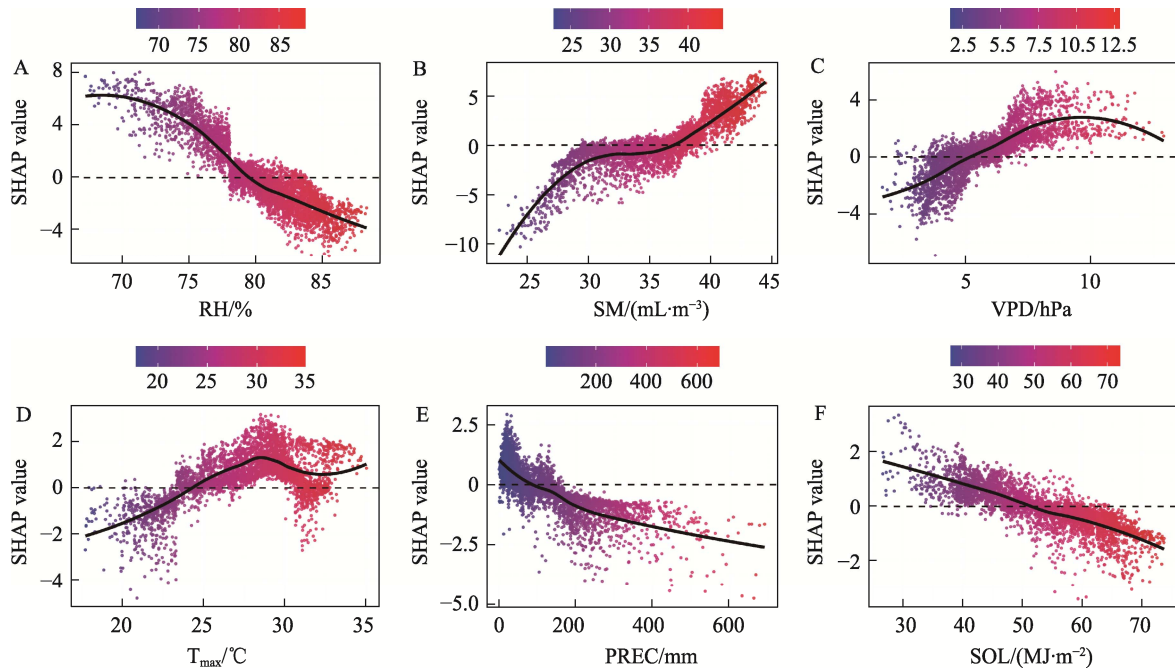 70 75 80 85
A
8
4
0
−4
SHAP value
70 75 80 85
RH/%
25 30 35 40
B
5
0
−5
−10
SHAP value
25 30 35 40 45
SM/(mL·m⁻³)
2.5 5.5 7.5 10.5 12.5
C
4
0
−4
SHAP value
5 10
VPD/hPa
20 25 30 35
D
2
0
−2
−4
SHAP value
20 25 30 35
Tmax/℃
200 400 600
E
2.5
0
−2.5
−5.0
SHAP value
0 200 400 600
PREC/mm
30 40 50 60 70
F
2
0
−2
SHAP value
30 40 50 60 70
SOL/(MJ·m⁻²)